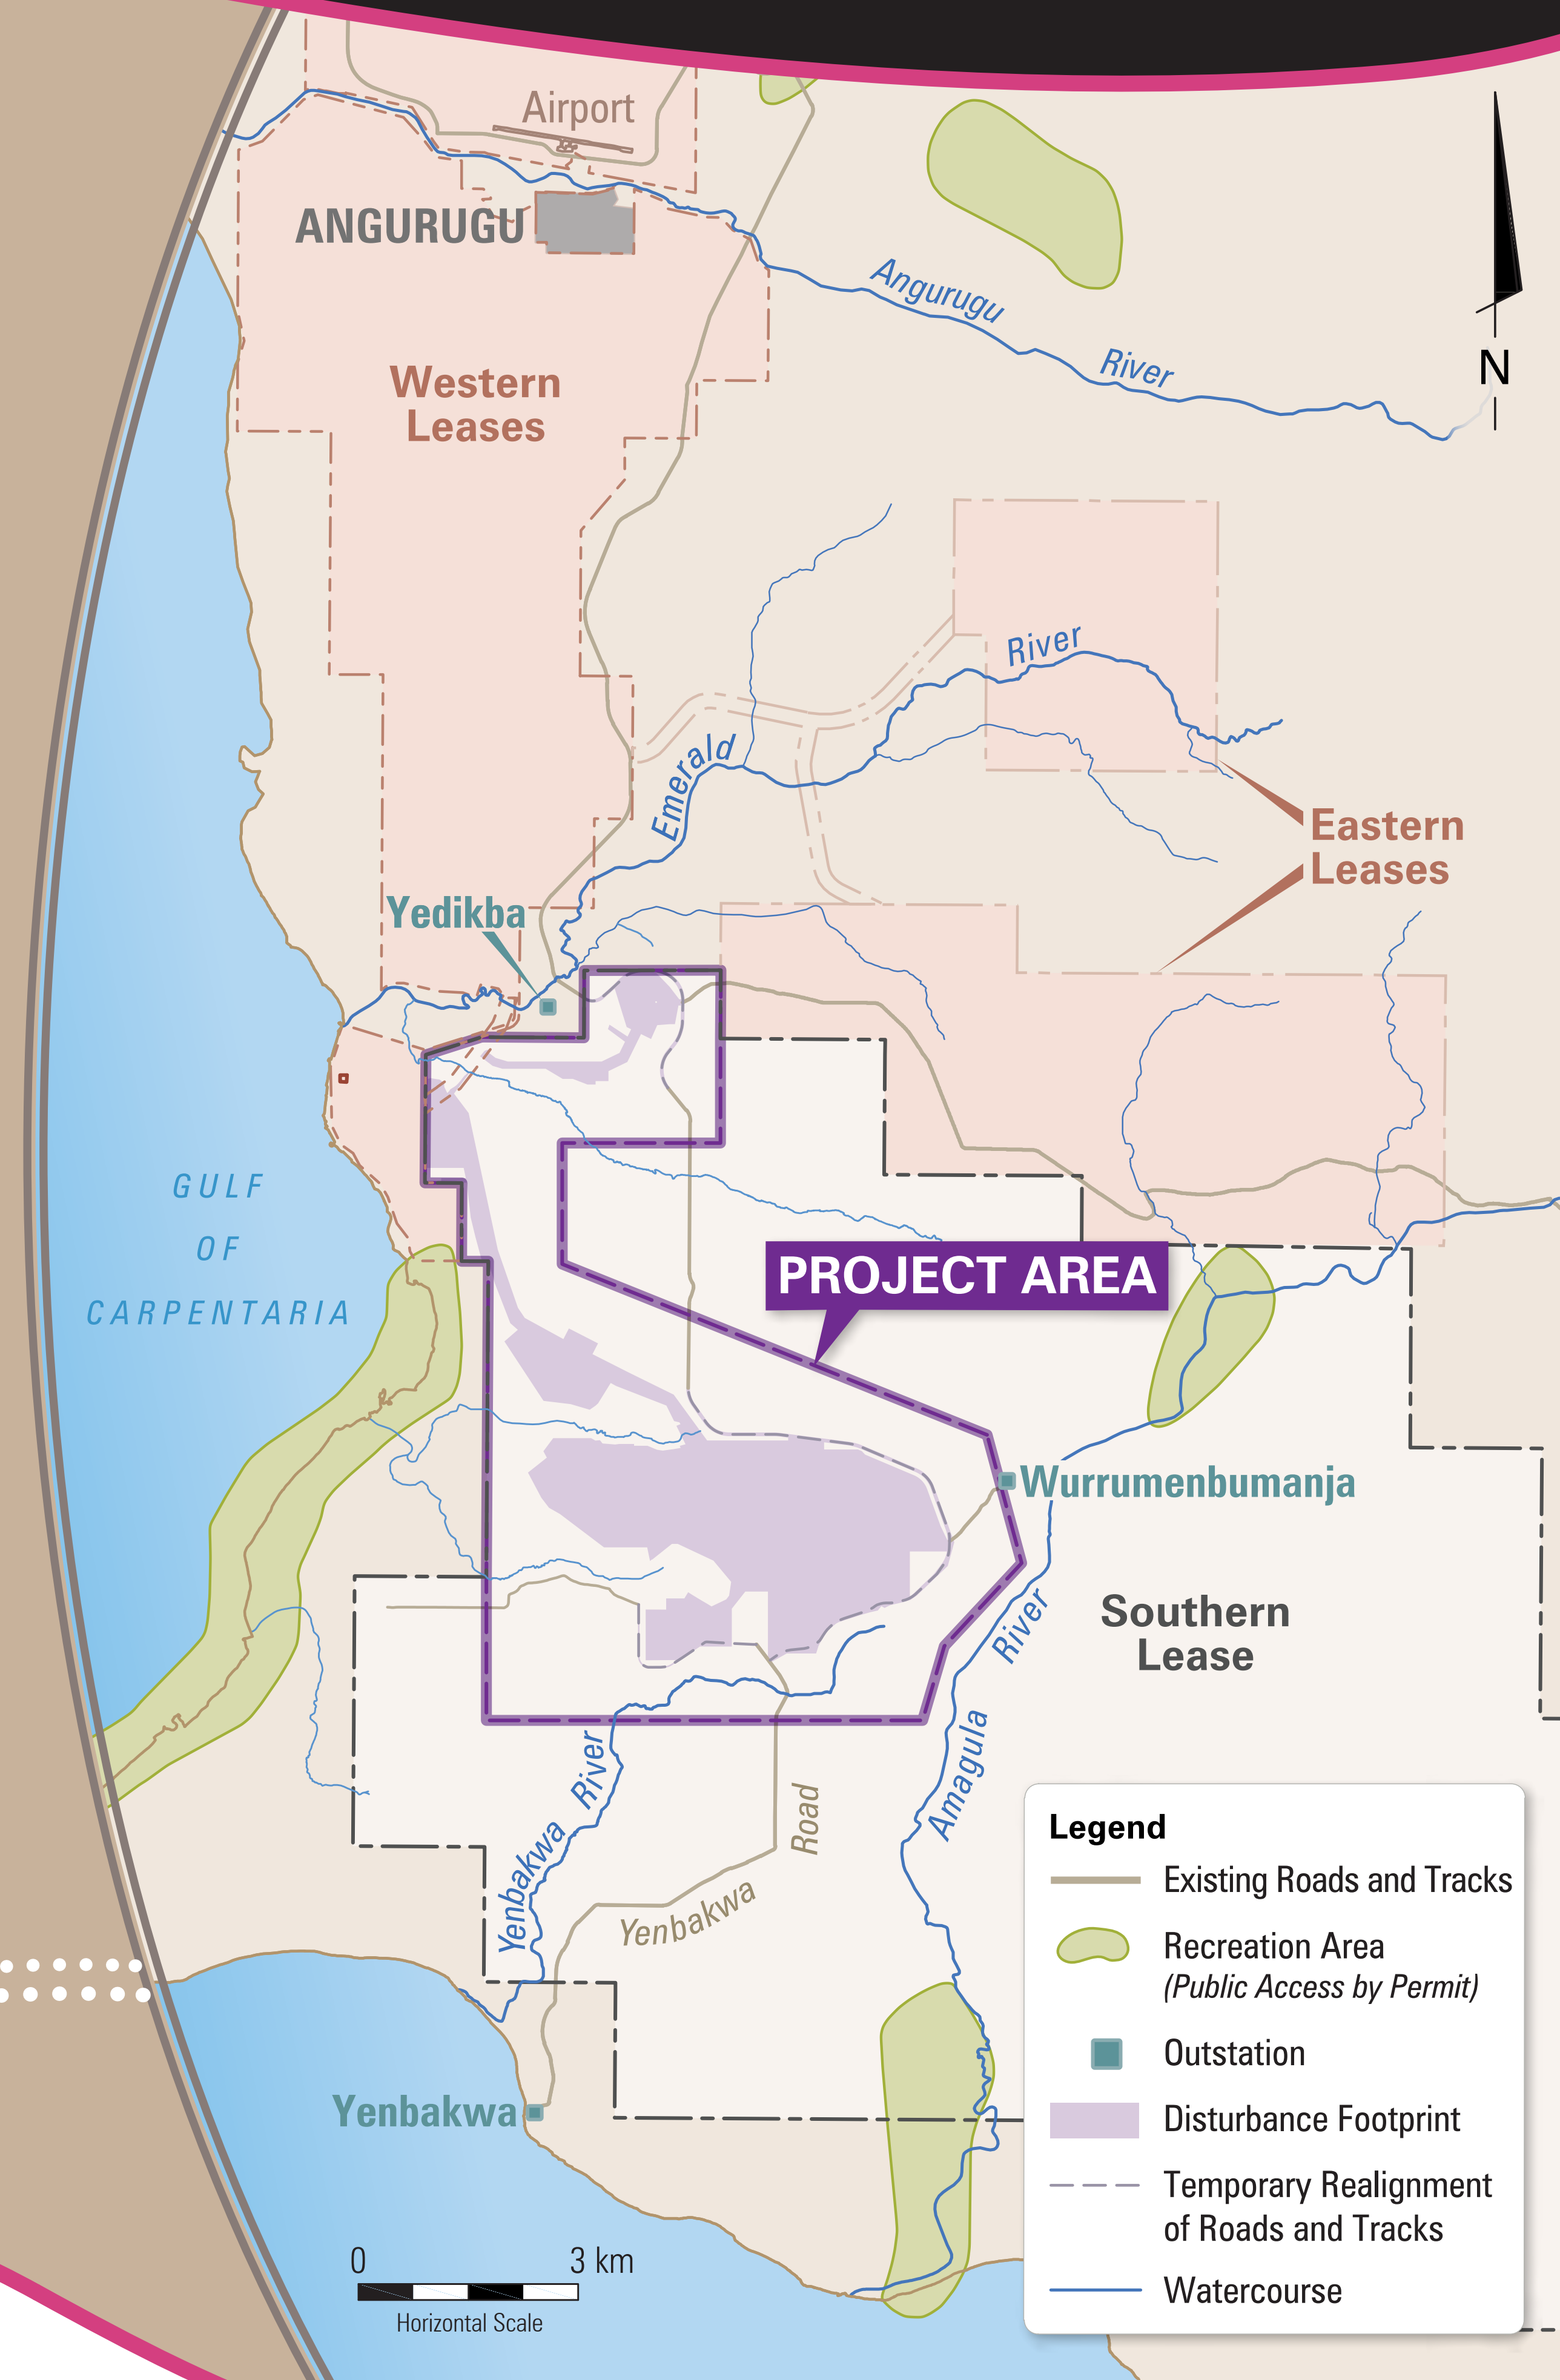 Airport
ANGURUGU
Angurugu
River
N
Western
Leases
River
Emerald
Eastern
Leases
Yedikba
GULF
OF
CARPENTARIA
PROJECT AREA
Wurrumenbumanja
Southern
Lease
River
Amagula
River
Yenbakwa
Road
Yenbakwa
Yenbakwa
0 3 km
Horizontal Scale
Legend
Existing Roads and Tracks
Recreation Area
(Public Access by Permit)
Outstation
Disturbance Footprint
Temporary Realignment
of Roads and Tracks
Watercourse